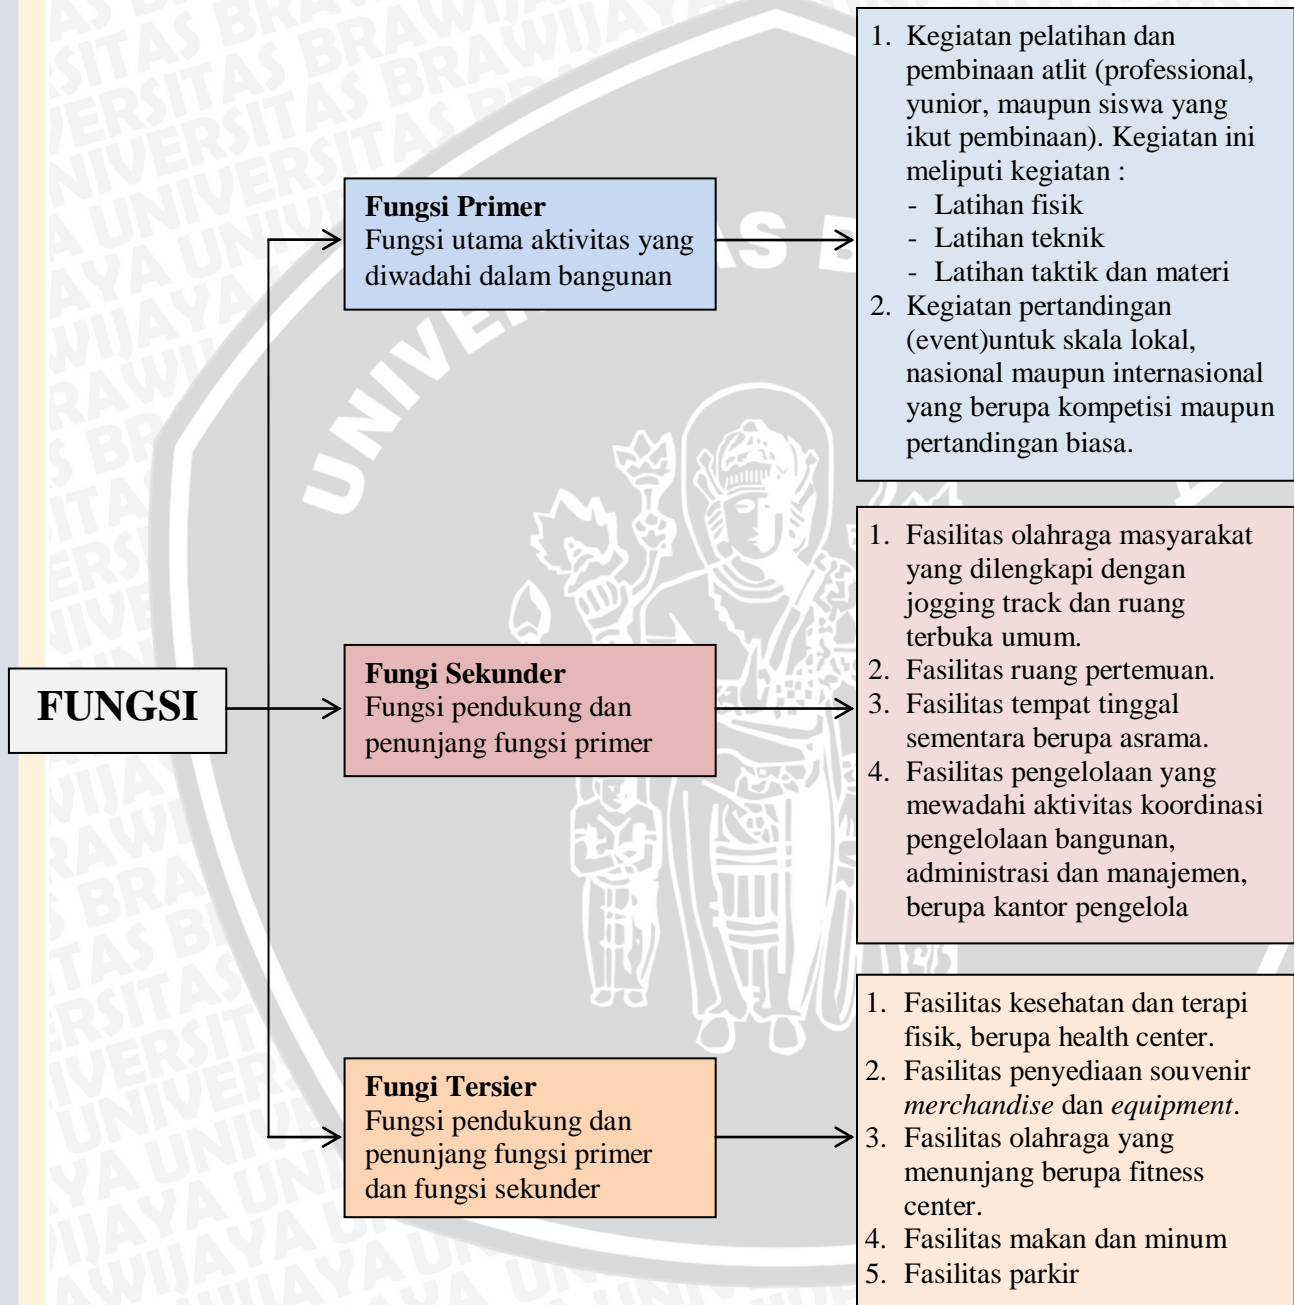 FUNGSI
Fungsi Primer
Fungsi utama aktivitas yang
diwadahi dalam bangunan
1. Kegiatan pelatihan dan
pembinaan atlit (professional,
yunior, maupun siswa yang
ikut pembinaan). Kegiatan ini
meliputi kegiatan :
- Latihan fisik
- Latihan teknik
- Latihan taktik dan materi
2. Kegiatan pertandingan
(event)untuk skala lokal,
nasional maupun internasional
yang berupa kompetisi maupun
pertandingan biasa.
Fungi Sekunder
Fungsi pendukung dan
penunjang fungsi primer
1. Fasilitas olahraga masyarakat
yang dilengkapi dengan
jogging track dan ruang
terbuka umum.
2. Fasilitas ruang pertemuan.
3. Fasilitas tempat tinggal
sementara berupa asrama.
4. Fasilitas pengelolaan yang
mewadahi aktivitas koordinasi
pengelolaan bangunan,
administrasi dan manajemen,
berupa kantor pengelola
Fungi Tersier
Fungsi pendukung dan
penunjang fungsi primer
dan fungsi sekunder
1. Fasilitas kesehatan dan terapi
fisik, berupa health center.
2. Fasilitas penyediaan souvenir
merchandise dan equipment.
3. Fasilitas olahraga yang
menunjang berupa fitness
center.
4. Fasilitas makan dan minum
5. Fasilitas parkir